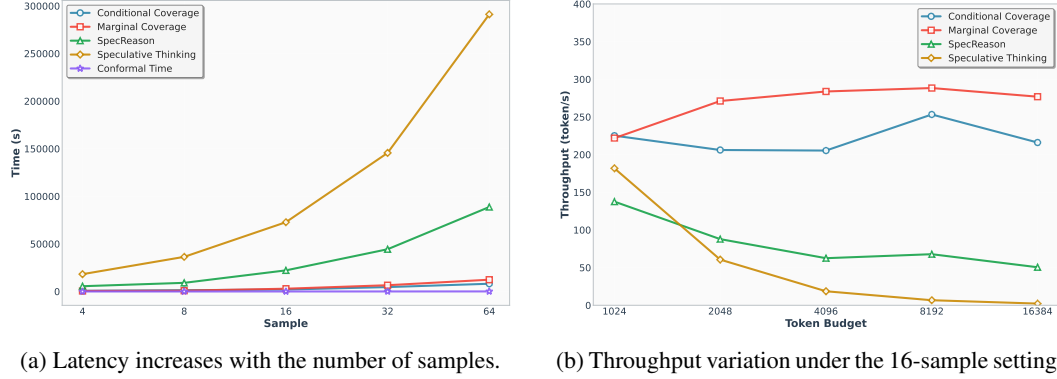 300000
250000
200000
150000
100000
50000
0
Time (s)
Conditional Coverage
Marginal Coverage
SpecReason
Speculative Thinking
Conformal Time
4 8 16 32 64
Sample
(a) Latency increases with the number of samples.
400
350
300
250
200
150
100
50
0
Throughput (token/s)
Conditional Coverage
Marginal Coverage
SpecReason
Speculative Thinking
1024 2048 4096 8192 16384
Token Budget
(b) Throughput variation under the 16-sample setting